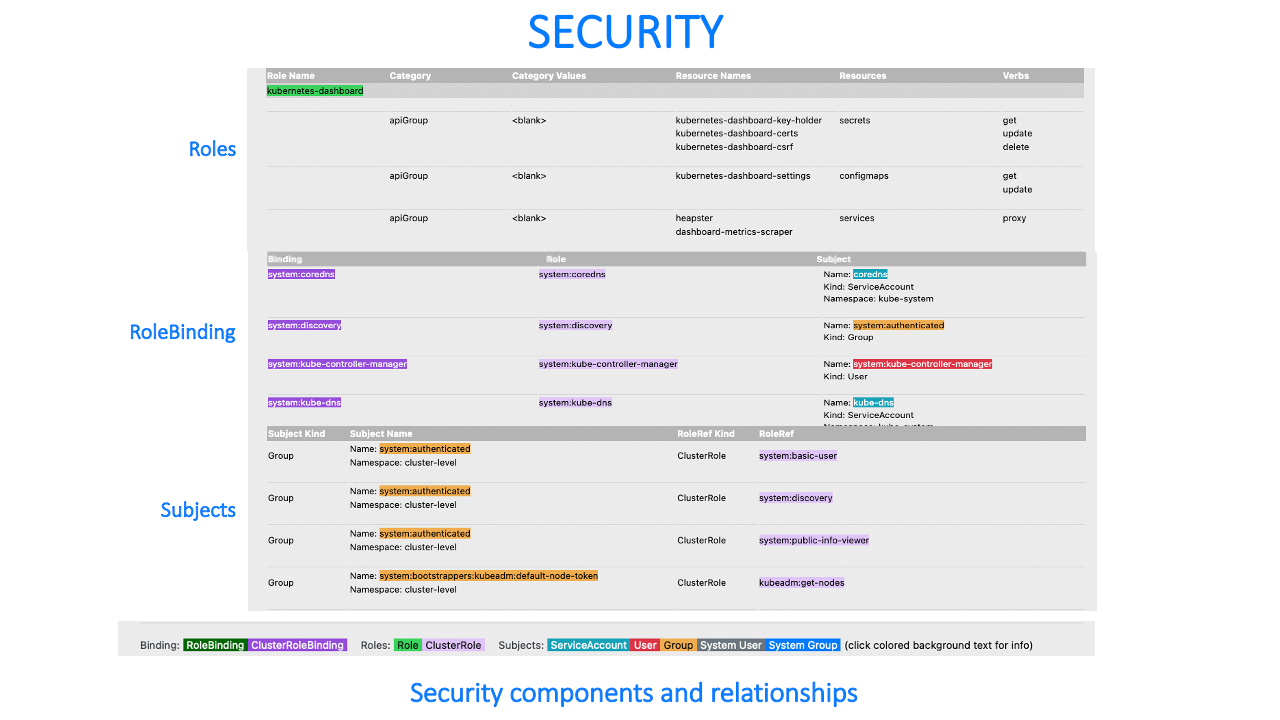 SECURITY
Roles
Role Name Category Category Values Resource Names Resources Verbs
kubernetes-dashboard
apiGroup <blank> kubernetes-dashboard-key-holder secrets get
kubernetes-dashboard-certs update
kubernetes-dashboard-csrf delete
apiGroup <blank> kubernetes-dashboard-settings configmaps get
update
apiGroup <blank> heapster services proxy
dashboard-metrics-scraper
RoleBinding
Binding Role Subject
system:coredns system:coredns Name: coredns
Kind: ServiceAccount
Namespace: kube-system
system:discovery system:discovery Name: system:authenticated
Kind: Group
system:kube-controller-manager system:kube-controller-manager Name: system:kube-controller-manager
Kind: User
system:kube-dns system:kube-dns Name: kube-dns
Kind: ServiceAccount
Namespace: kube-system
Subjects
Subject Kind Subject Name RoleRef Kind RoleRef
Group Name: system:authenticated ClusterRole system:basic-user
Namespace: cluster-level
Group Name: system:authenticated ClusterRole system:discovery
Namespace: cluster-level
Group Name: system:authenticated ClusterRole system:public-info-viewer
Namespace: cluster-level
Group Name: system:bootstrappers:kubeadm:default-node-token ClusterRole kubeadm:get-nodes
Namespace: cluster-level
Binding: RoleBinding ClusterRoleBinding Roles: Role ClusterRole Subjects: ServiceAccount User Group System User System Group (click colored background text for info)
Security components and relationships